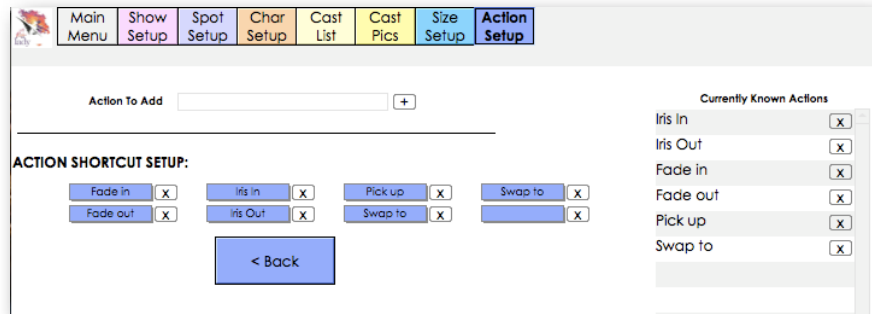 lady
Main Menu Show Setup Spot Setup Char Setup Cast List Cast Pics Size Setup Action Setup
Action To Add +
Currently Known Actions
Iris In x
Iris Out x
Fade in x
Fade out x
Pick up x
Swap to x
ACTION SHORTCUT SETUP:
Fade in x Iris In x Pick up x Swap to x
Fade out x Iris Out x Swap to x x
< Back